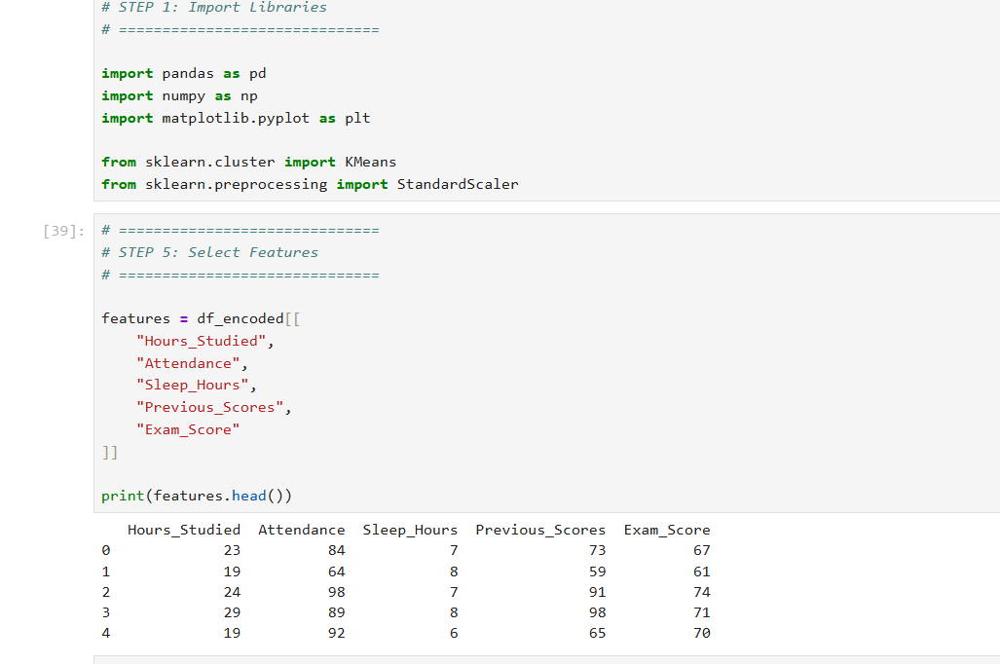 # STEP 1: Import Libraries
# ==============================
import pandas as pd
import numpy as np
import matplotlib.pyplot as plt
from sklearn.cluster import KMeans
from sklearn.preprocessing import StandardScaler
[39]:
# ==============================
# STEP 5: Select Features
# ==============================
features = df_encoded[[
    "Hours_Studied",
    "Attendance",
    "Sleep_Hours",
    "Previous_Scores",
    "Exam_Score"
]]
print(features.head())
   Hours_Studied  Attendance  Sleep_Hours  Previous_Scores  Exam_Score
0             23          84            7               73          67
1             19          64            8               59          61
2             24          98            7               91          74
3             29          89            8               98          71
4             19          92            6               65          70